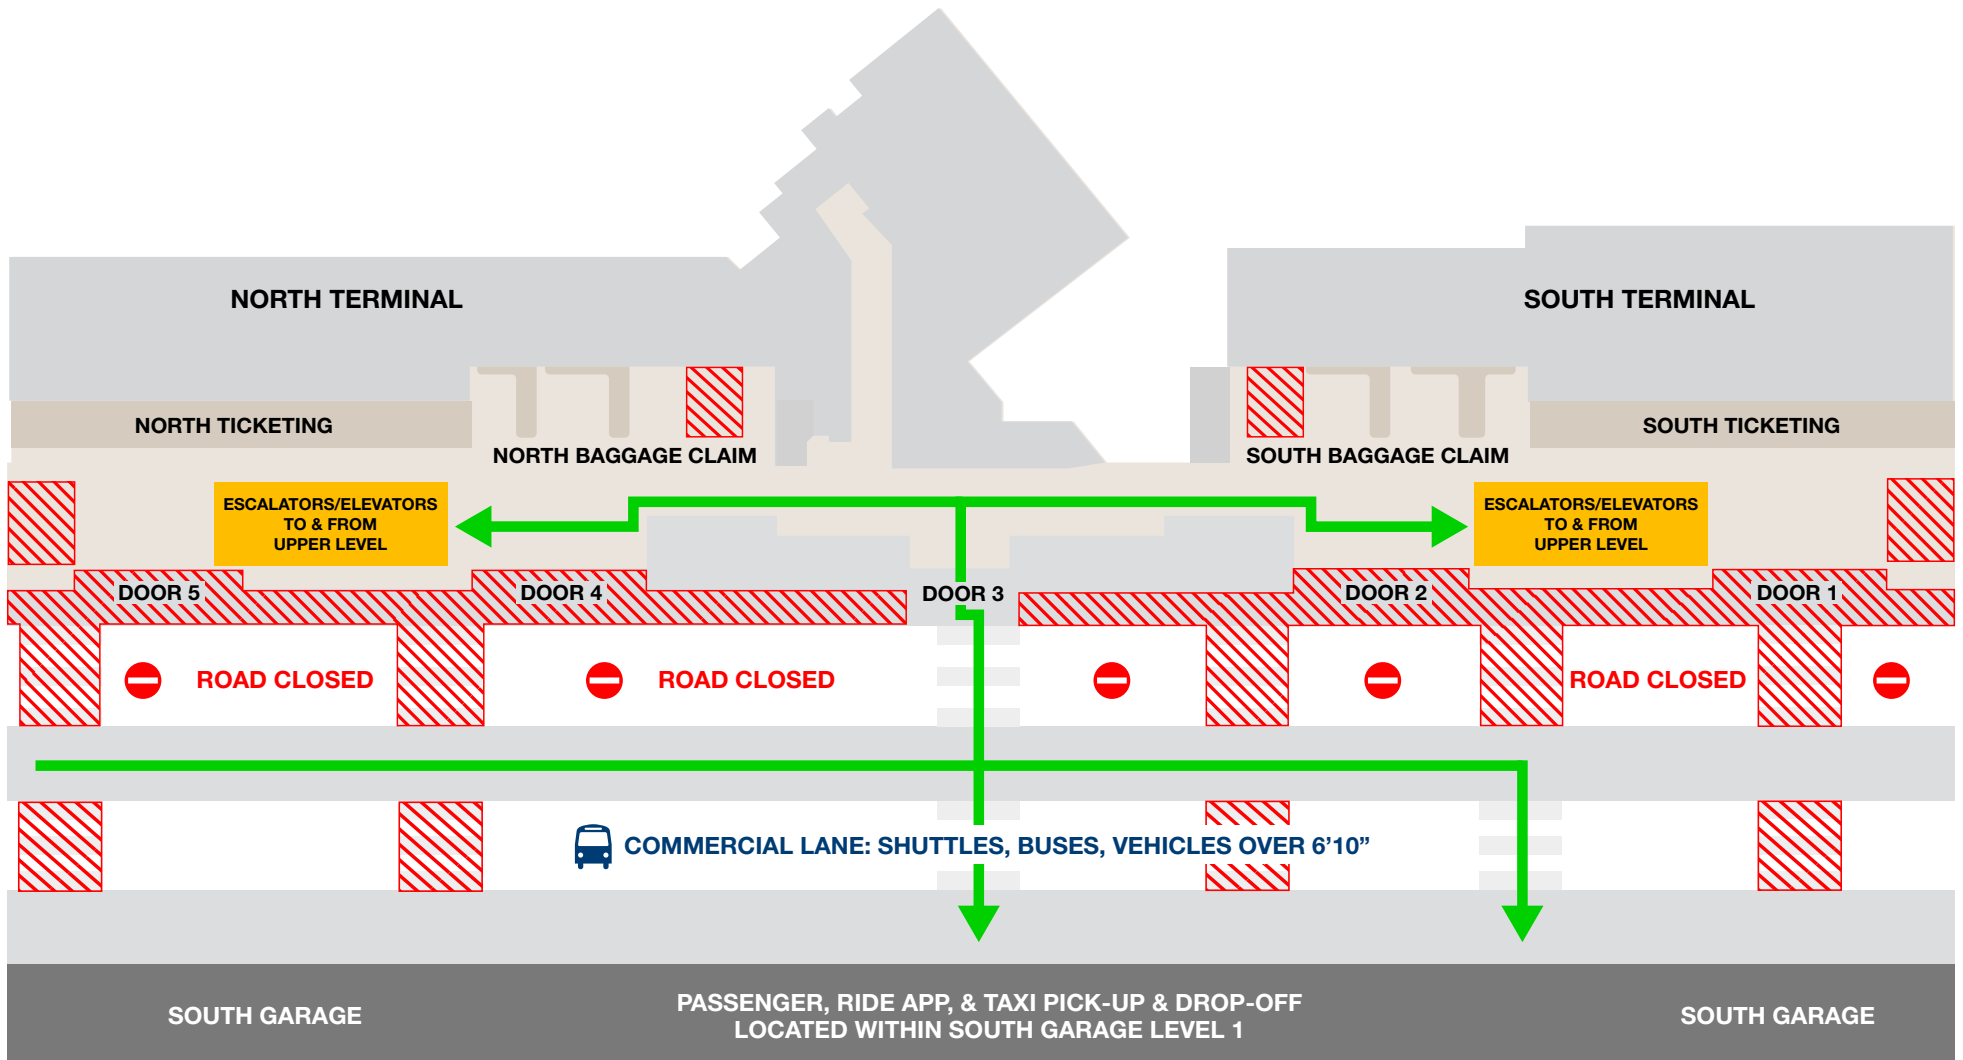 NORTH TERMINAL
SOUTH TERMINAL
NORTH TICKETING
SOUTH TICKETING
NORTH BAGGAGE CLAIM
SOUTH BAGGAGE CLAIM
ESCALATORS/ELEVATORS
TO & FROM
UPPER LEVEL
ESCALATORS/ELEVATORS
TO & FROM
UPPER LEVEL
DOOR 5
DOOR 4
DOOR 3
DOOR 2
DOOR 1
ROAD CLOSED
ROAD CLOSED
ROAD CLOSED
COMMERCIAL LANE: SHUTTLES, BUSES, VEHICLES OVER 6’10”
SOUTH GARAGE
PASSENGER, RIDE APP, & TAXI PICK-UP & DROP-OFF
LOCATED WITHIN SOUTH GARAGE LEVEL 1
SOUTH GARAGE